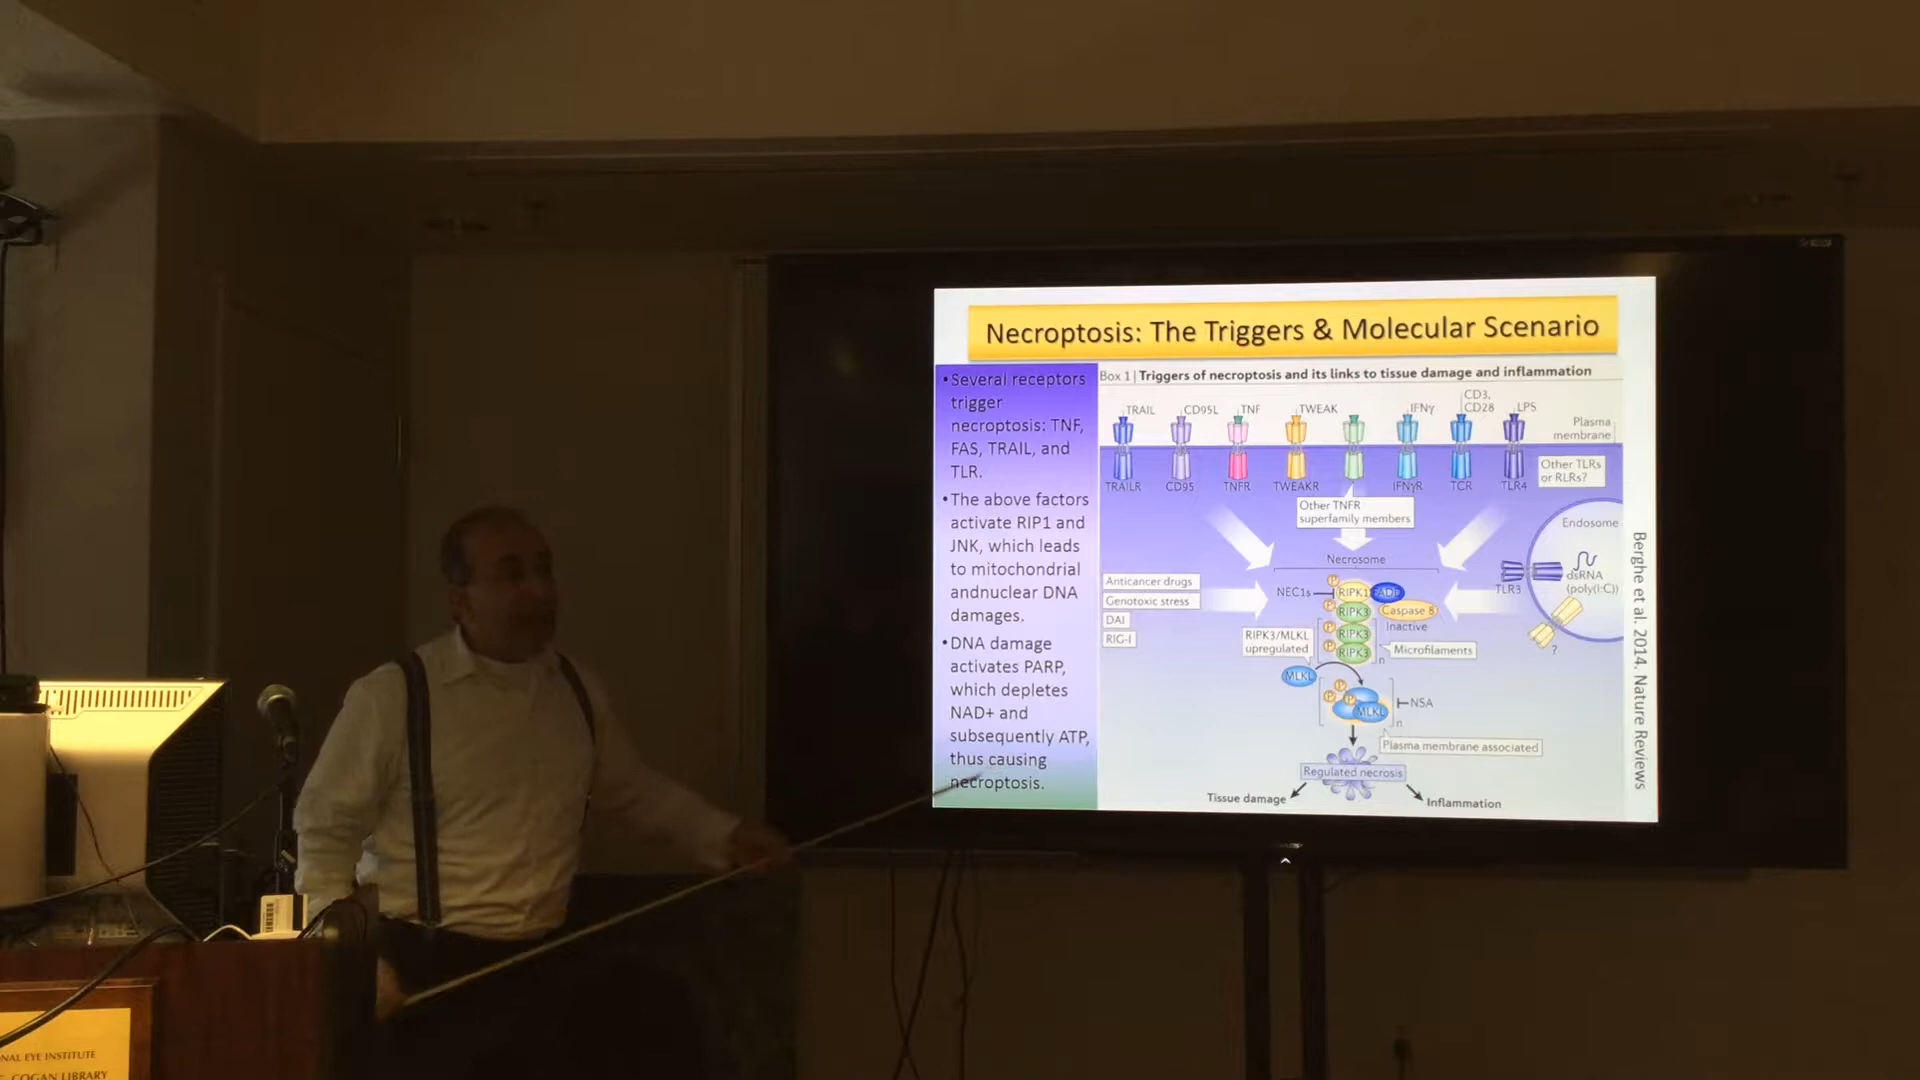 Necroptosis: The Triggers & Molecular Scenario
•Several receptors
trigger
necroptosis: TNF,
FAS, TRAIL, and
TLR.
•The above factors
activate RIP1 and
JNK, which leads
to mitochondrial
andnuclear DNA
damages.
•DNA damage
activates PARP,
which depletes
NAD+ and
subsequently ATP,
thus causing
necroptosis.
Box 1 | Triggers of necroptosis and its links to tissue damage and inflammation
TRAIL
CD95L
TNF
TWEAK
IFNγ
CD3,
CD28
LPS
Plasma
membrane
TRAILR
CD95
TNFR
TWEAKR
IFNγR
TCR
TLR4
Other TLRs
or RLRs?
Other TNFR
superfamily members
Endosome
Necrosome
dsRNA
(poly(I:C))
TLR3
?
Anticancer drugs
Genotoxic stress
DAI
RIG-I
NEC1s
P
RIPK1
FADD
P
RIPK3
Caspase 8
Inactive
P
RIPK3
P
RIPK3
n
Microfilaments
RIPK3/MLKL
upregulated
MLKL
P
P
P
MLKL
n
NSA
Plasma membrane associated
Regulated necrosis
Tissue damage
Inflammation
Berghe et al. 2014. Nature Reviews
NAL EYE INSTITUTE
COGAN LIBRARY